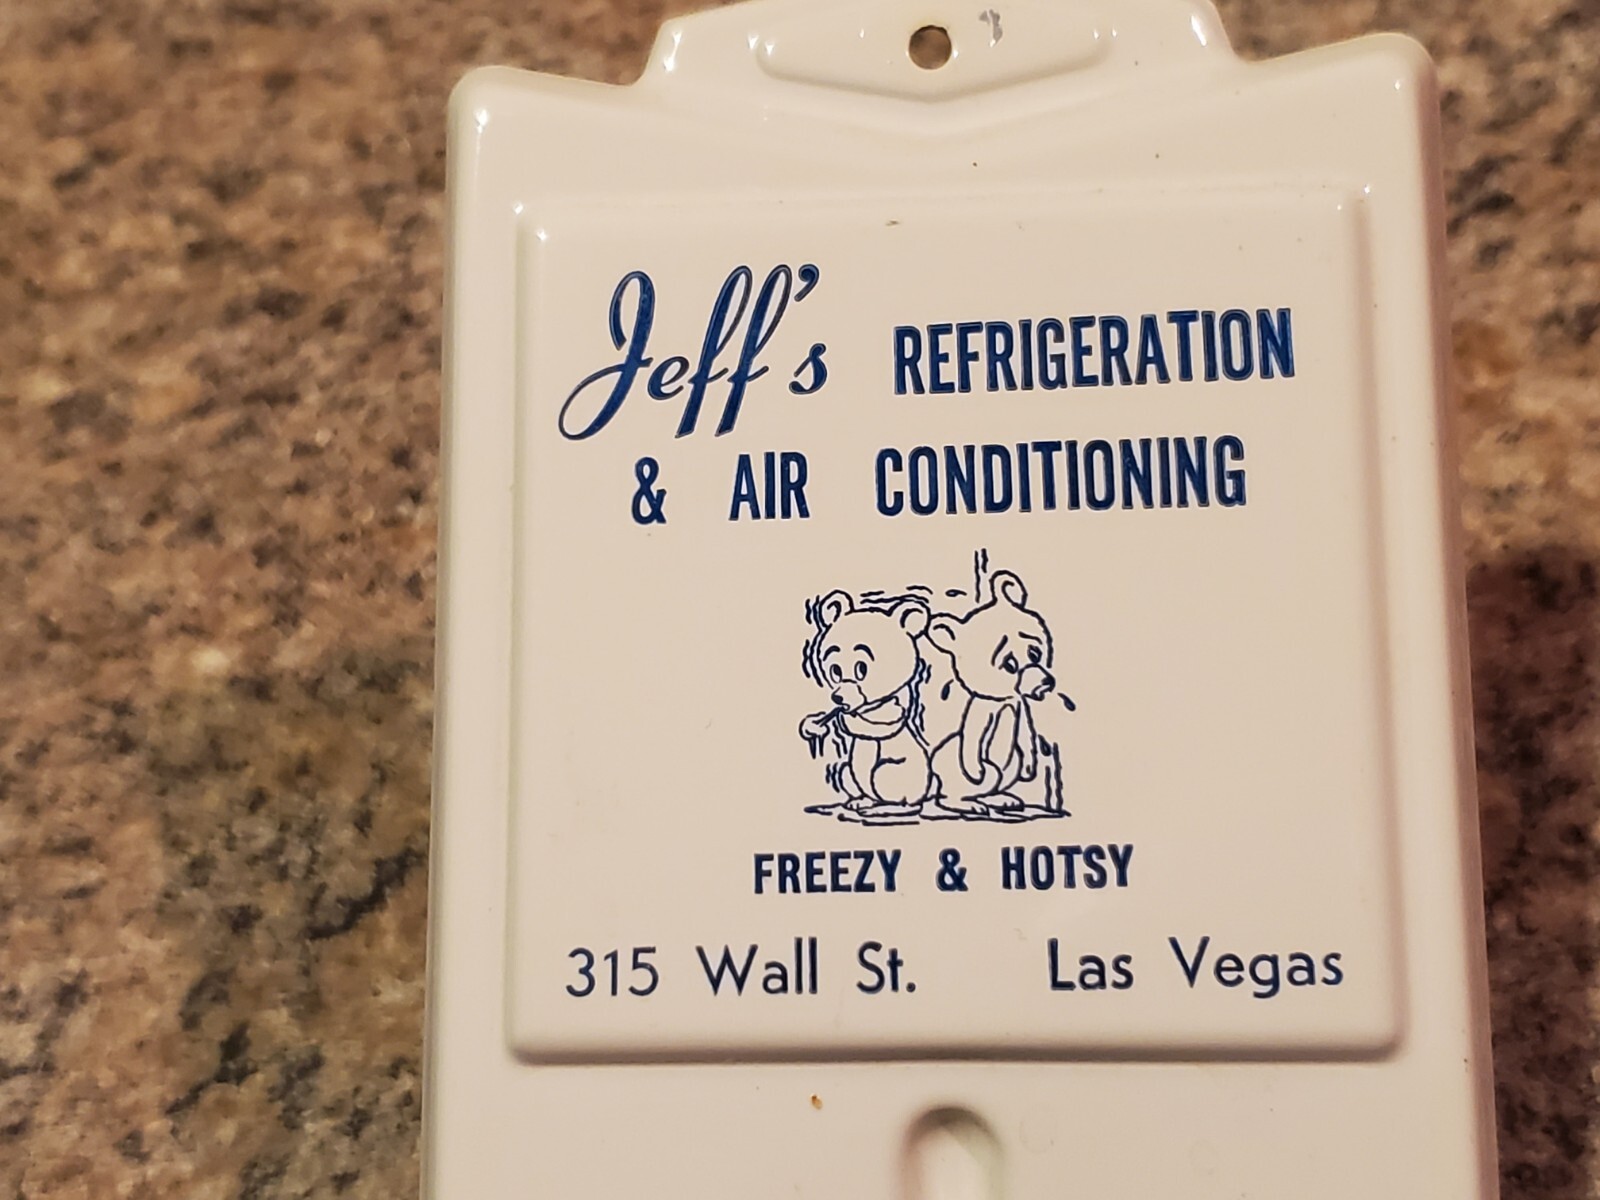 Jeff's REFRIGERATION
& AIR CONDITIONING
FREEZY & HOTSY
315 Wall St. Las Vegas